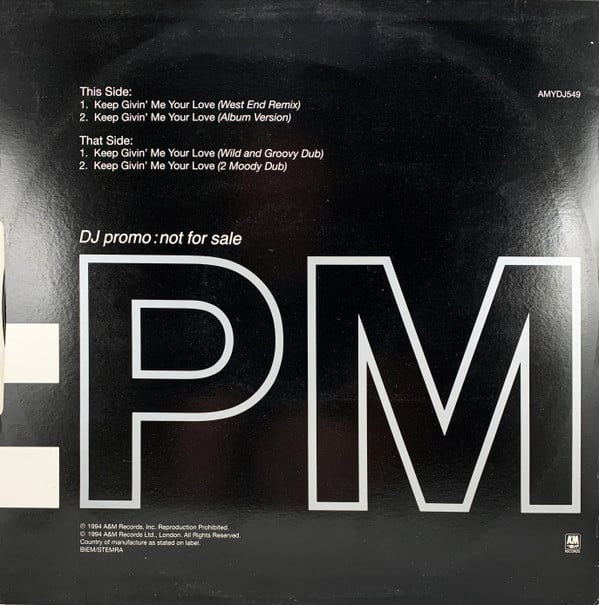 This Side:
1. Keep Givin' Me Your Love (West End Remix)
2. Keep Givin' Me Your Love (Album Version)
AMYDJ549
That Side:
1. Keep Givin' Me Your Love (Wild and Groovy Dub)
2. Keep Givin' Me Your Love (2 Moody Dub)
DJ promo : not for sale
:PM
℗ 1994 A&M Records, Inc. Reproduction Prohibited.
© 1994 A&M Records Ltd., London. All Rights Reserved.
Country of manufacture as stated on label.
BIEM/STEMRA
A&M
RECORDS